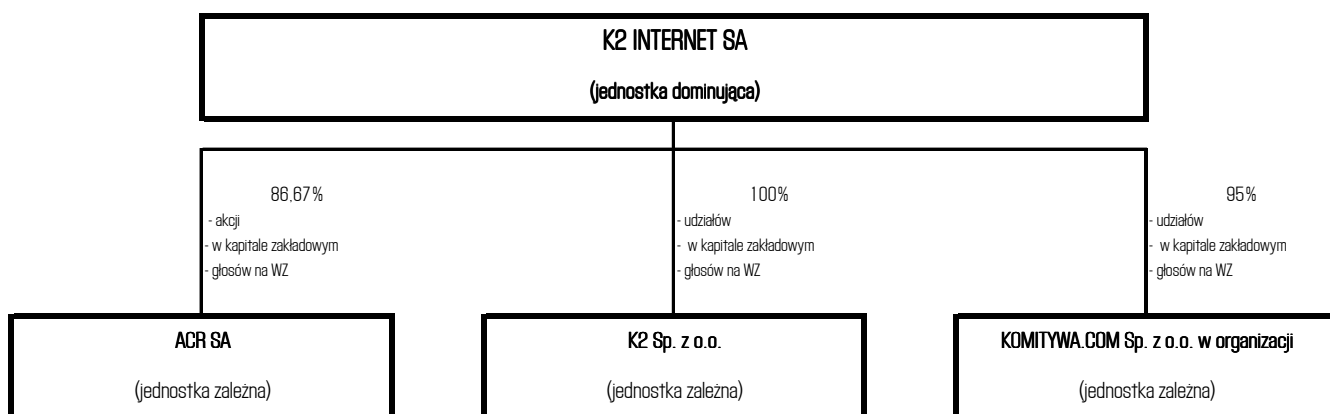 K2 INTERNET SA
(jednostka dominująca)
86,67%
- akcji
- w kapitale zakładowym
- głosów na WZ
100%
- udziałów
- w kapitale zakładowym
- głosów na WZ
95%
- udziałów
- w kapitale zakładowym
- głosów na WZ
ACR SA
(jednostka zależna)
K2 Sp. z o.o.
(jednostka zależna)
KOMITYWA.COM Sp. z o.o. w organizacji
(jednostka zależna)